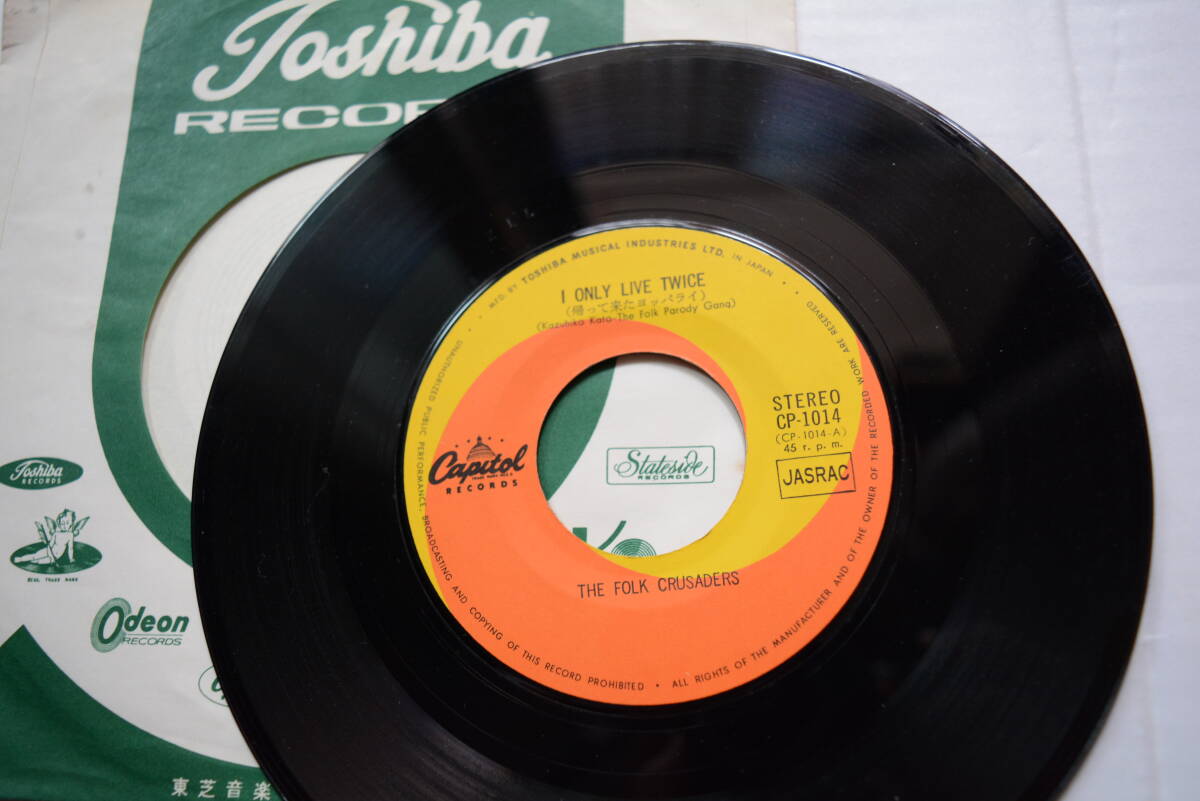 Toshiba
RECO
MFD. BY TOSHIBA MUSICAL INDUSTRIES LTD. IN JAPAN
I ONLY LIVE TWICE
(帰って来たヨッパライ)
(Kazuhiko Kato-The Folk Parody Gang)
STEREO
CP-1014
(CP-1014-A)
45 r.p.m.
JASRAC
Capitol
RECORDS
THE FOLK CRUSADERS
UNAUTHORIZED PUBLIC PERFORMANCE, BROADCASTING AND COPYING OF THIS RECORD PROHIBITED • ALL RIGHTS OF THE MANUFACTURER AND OF THE OWNER OF THE RECORDED WORK ARE RESERVED
Stateside
RECORDS
Toshiba
RECORDS
Odeon
RECORDS
東芝音楽